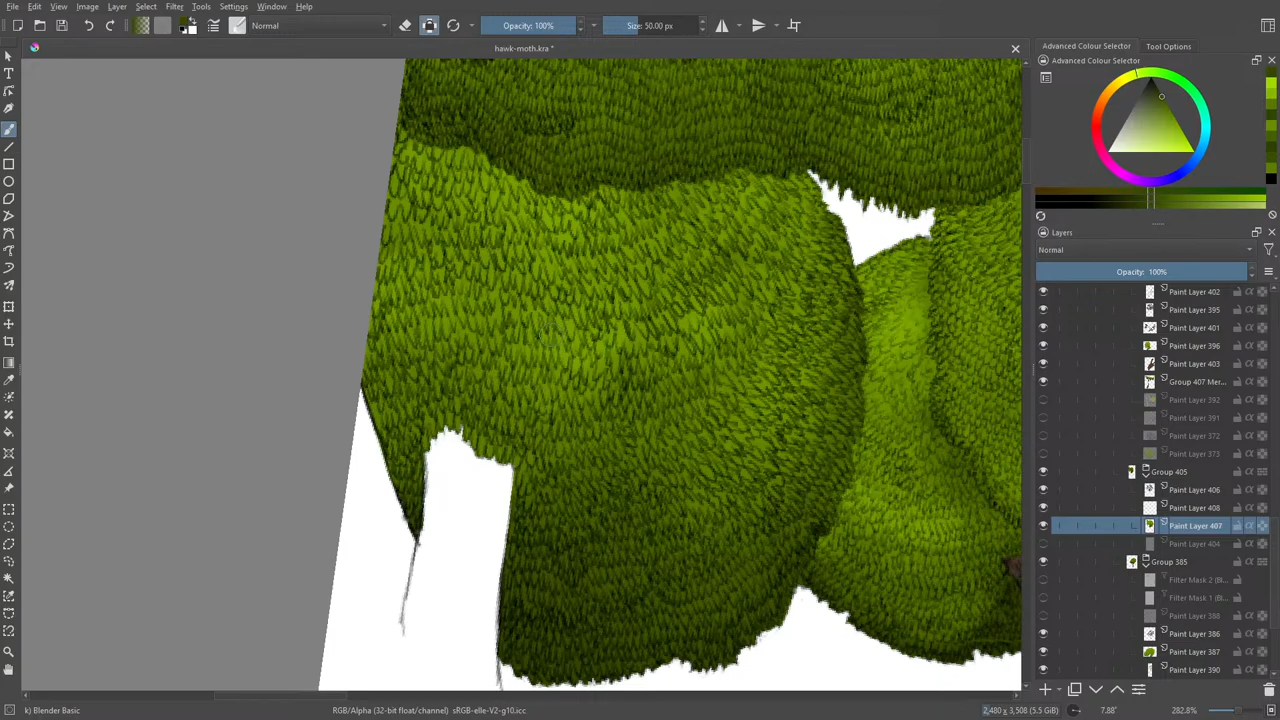 File Edit View Image Layer Select Filter Tools Settings Window Help
Normal
Opacity: 100%
Size: 50.00 px
hawk-moth.kra *
Advanced Colour Selector
Tool Options
Advanced Colour Selector
Layers
Normal
Opacity: 100%
Paint Layer 402
Paint Layer 395
Paint Layer 401
Paint Layer 396
Paint Layer 403
Group 407 Mer...
Paint Layer 392
Paint Layer 391
Paint Layer 372
Paint Layer 373
Group 405
Paint Layer 406
Paint Layer 408
Paint Layer 407
Paint Layer 404
Group 385
Filter Mask 2 (Bl...
Filter Mask 1 (Bl...
Paint Layer 388
Paint Layer 386
Paint Layer 387
Paint Layer 390
k) Blender Basic
RGB/Alpha (32-bit float/channel) sRGB-elle-V2-g10.icc
2,480 x 3,508 (5.5 GiB)
7.88°
282.8%